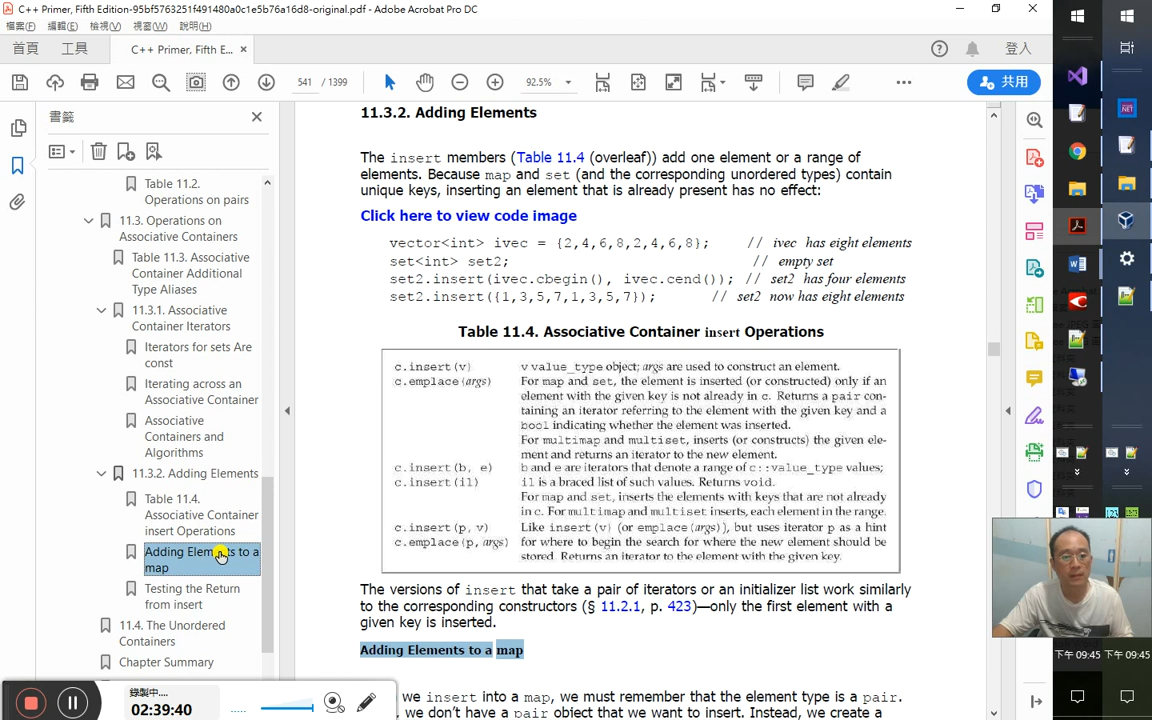 C++ Primer, Fifth Edition-95bf5763251f491480a0c1e5b76a16d8-original.pdf - Adobe Acrobat Pro DC
檔案(F) 編輯(E) 檢視(V) 視窗(W) 說明(H)
首頁 工具 C++ Primer, Fifth E... × 登入
541 / 1399 92.5% 共用
書籤
Table 11.2.
Operations on pairs
11.3. Operations on
Associative Containers
Table 11.3. Associative
Container Additional
Type Aliases
11.3.1. Associative
Container Iterators
Iterators for sets Are
const
Iterating across an
Associative Container
Associative
Containers and
Algorithms
11.3.2. Adding Elements
Table 11.4.
Associative Container
insert Operations
Adding Elements to a
map
Testing the Return
from insert
11.4. The Unordered
Containers
Chapter Summary
11.3.2. Adding Elements
The insert members (Table 11.4 (overleaf)) add one element or a range of
elements. Because map and set (and the corresponding unordered types) contain
unique keys, inserting an element that is already present has no effect:
Click here to view code image
vector<int> ivec = {2,4,6,8,2,4,6,8}; // ivec has eight elements
set<int> set2; // empty set
set2.insert(ivec.cbegin(), ivec.cend()); // set2 has four elements
set2.insert({1,3,5,7,1,3,5,7}); // set2 now has eight elements
Table 11.4. Associative Container insert Operations
c.insert(v) v value_type object; args are used to construct an element.
c.emplace(args) For map and set, the element is inserted (or constructed) only if an
element with the given key is not already in c. Returns a pair con-
taining an iterator referring to the element with the given key and a
bool indicating whether the element was inserted.
For multimap and multiset, inserts (or constructs) the given ele-
ment and returns an iterator to the new element.
c.insert(b, e) b and e are iterators that denote a range of c::value_type values;
c.insert(il) il is a braced list of such values. Returns void.
For map and set, inserts the elements with keys that are not already
in c. For multimap and multiset inserts, each element in the range.
c.insert(p, v) Like insert(v) (or emplace(args)), but uses iterator p as a hint
c.emplace(p, args) for where to begin the search for where the new element should be
stored. Returns an iterator to the element with the given key.
The versions of insert that take a pair of iterators or an initializer list work similarly
to the corresponding constructors (§ 11.2.1, p. 423)—only the first element with a
given key is inserted.
Adding Elements to a map
we insert into a map, we must remember that the element type is a pair.
, we don't have a pair object that we want to insert. Instead, we create a
錄製中....
02:39:40
下午 09:45 下午 09:45